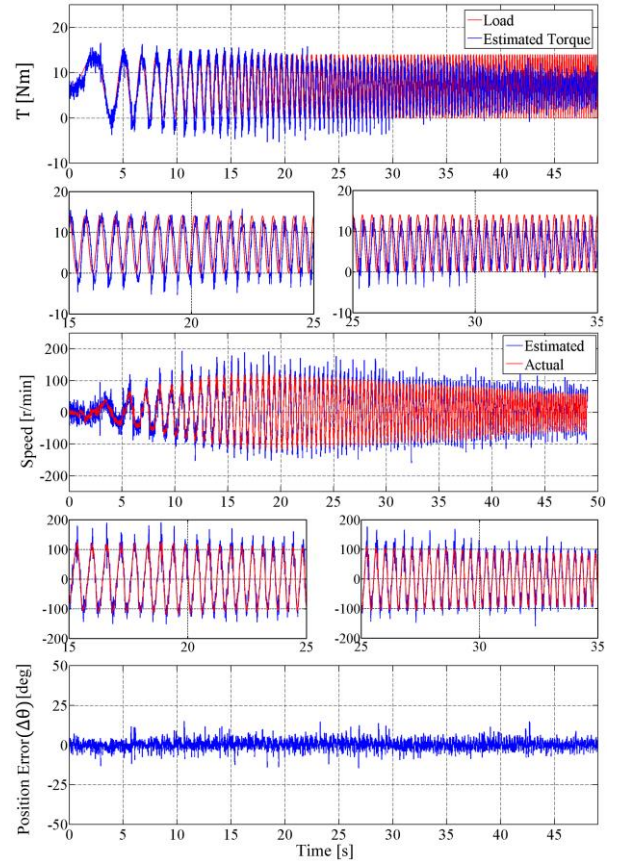 20
10
0
-10
T [Nm]
Load
Estimated Torque
0 5 10 15 20 25 30 35 40 45
20
10
0
-10
15 20 25
20
10
0
-10
25 30 35
200
100
0
-100
-200
Speed [r/min]
Estimated
Actual
0 5 10 15 20 25 30 35 40 45 50
200
100
0
-100
-200
15 20 25
200
100
0
-100
-200
25 30 35
50
25
0
-25
-50
Position Error(Δθ)[deg]
0 5 10 15 20 25 30 35 40 45
Time [s]